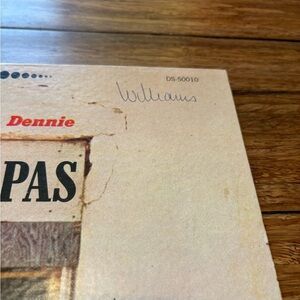 DS-50010
Williams
Dennie
PAS